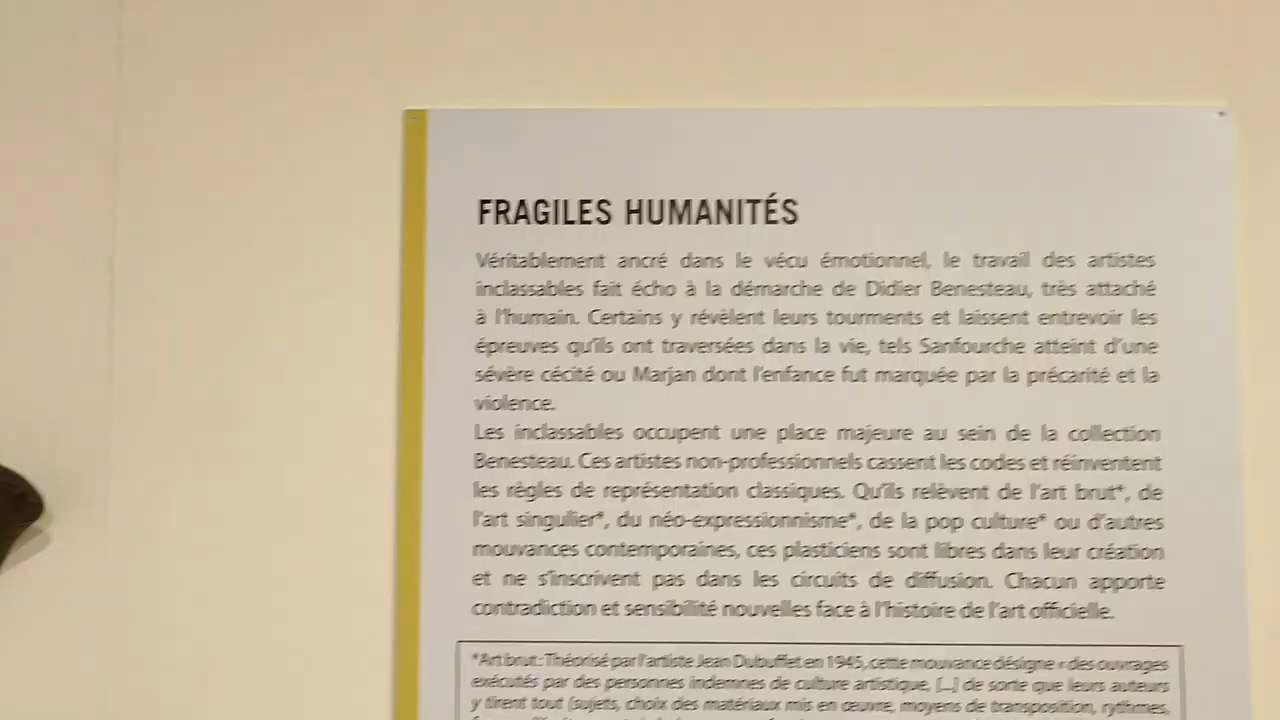 FRAGILES HUMANITÉS
Véritablement ancré dans le vécu émotionnel, le travail des artistes
inclassables fait écho à la démarche de Didier Benesteau, très attaché
à l'humain. Certains y révèlent leurs tourments et laissent entrevoir les
épreuves qu'ils ont traversées dans la vie, tels Sanfourche atteint d'une
sévère cécité ou Marjan dont l'enfance fut marquée par la précarité et la
violence.
Les inclassables occupent une place majeure au sein de la collection
Benesteau. Ces artistes non-professionnels cassent les codes et réinventent
les règles de représentation classiques. Qu'ils relèvent de l'art brut*, de
l'art singulier*, du néo-expressionnisme*, de la pop culture* ou d'autres
mouvances contemporaines, ces plasticiens sont libres dans leur création
et ne s'inscrivent pas dans les circuits de diffusion. Chacun apporte
contradiction et sensibilité nouvelles face à l'histoire de l'art officielle.
*Art brut : Théorisé par l'artiste Jean Dubuffet en 1945, cette mouvance désigne « des ouvrages
exécutés par des personnes indemnes de culture artistique, [...] de sorte que leurs auteurs
y tirent tout (sujets, choix des matériaux mis en œuvre, moyens de transposition, rythmes,